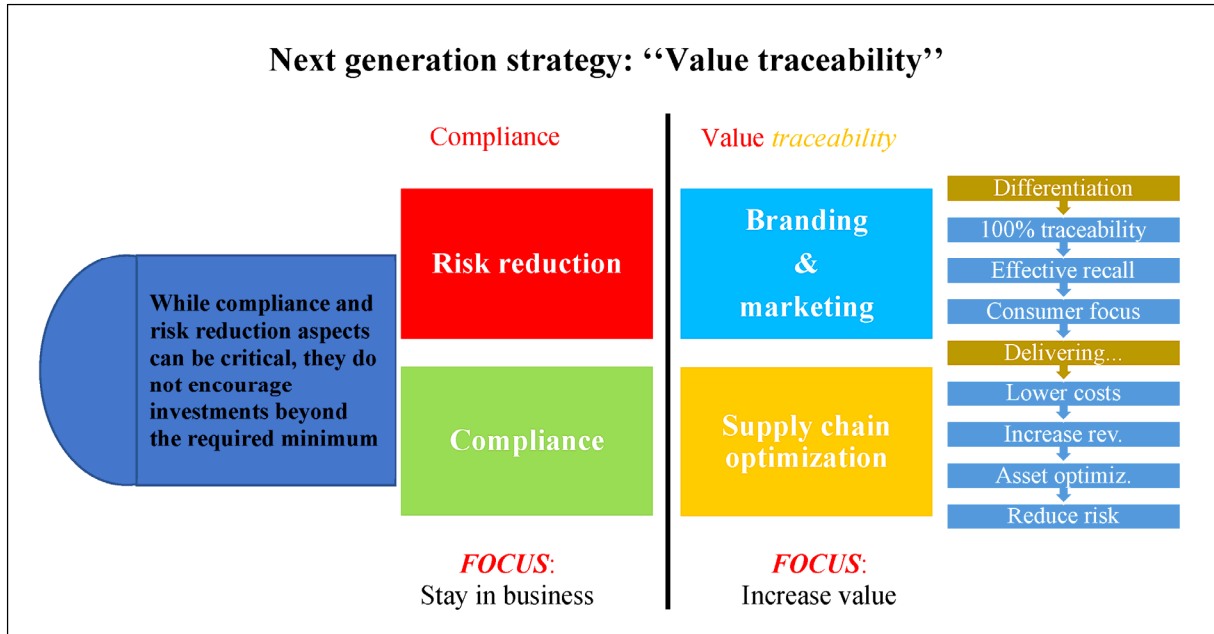 Next generation strategy: ‘‘Value traceability’’
Compliance
Value traceability
While compliance and
risk reduction aspects
can be critical, they do
not encourage
investments beyond
the required minimum
Risk reduction
Compliance
Branding
&
marketing
Supply chain
optimization
Differentiation
100% traceability
Effective recall
Consumer focus
Delivering...
Lower costs
Increase rev.
Asset optimiz.
Reduce risk
FOCUS:
Stay in business
FOCUS:
Increase value